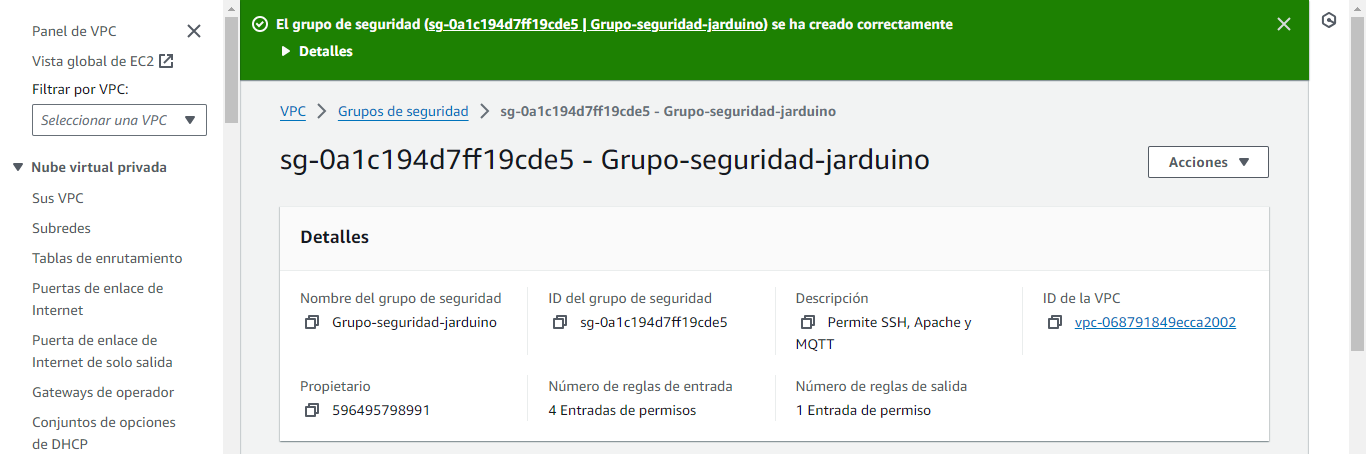 Panel de VPC
Vista global de EC2
Filtrar por VPC:
Seleccionar una VPC
Nube virtual privada
Sus VPC
Subredes
Tablas de enrutamiento
Puertas de enlace de
Internet
Puerta de enlace de
Internet de solo salida
Gateways de operador
Conjuntos de opciones
de DHCP
El grupo de seguridad (sg-0a1c194d7ff19cde5 | Grupo-seguridad-jarduino) se ha creado correctamente
Detalles
VPC
Grupos de seguridad
sg-0a1c194d7ff19cde5 - Grupo-seguridad-jarduino
sg-0a1c194d7ff19cde5 - Grupo-seguridad-jarduino
Acciones
Detalles
Nombre del grupo de seguridad
Grupo-seguridad-jarduino
ID del grupo de seguridad
sg-0a1c194d7ff19cde5
Descripción
Permite SSH, Apache y
MQTT
ID de la VPC
vpc-068791849ecca2002
Propietario
596495798991
Número de reglas de entrada
4 Entradas de permisos
Número de reglas de salida
1 Entrada de permiso